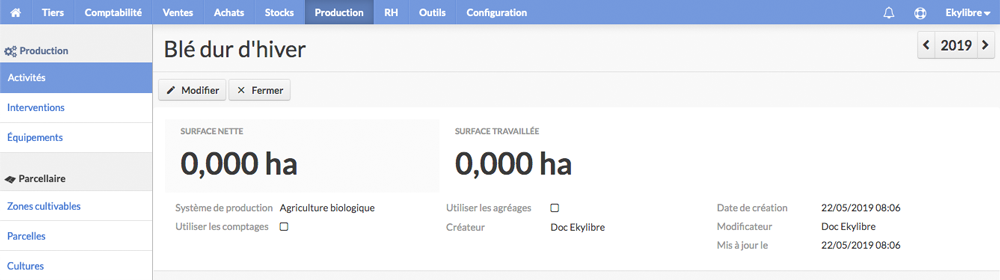 Tiers Comptabilité Ventes Achats Stocks Production RH Outils Configuration Ekylibre
Production
Activités
Interventions
Équipements
Parcellaire
Zones cultivables
Parcelles
Cultures
Blé dur d'hiver
2019
Modifier Fermer
SURFACE NETTE SURFACE TRAVAILLÉE
0,000 ha 0,000 ha
Système de production Agriculture biologique Utiliser les agréages Date de création 22/05/2019 08:06
Utiliser les comptages Créateur Doc Ekylibre Modificateur Doc Ekylibre
Mis à jour le 22/05/2019 08:06